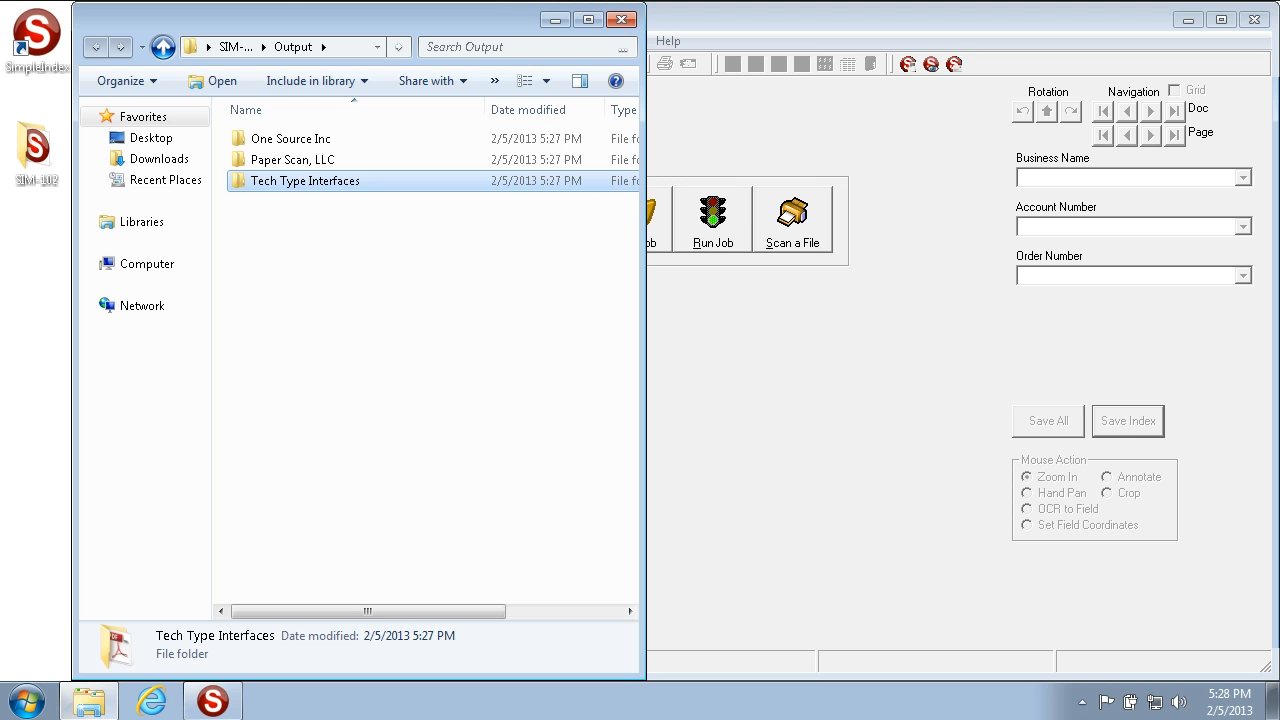 SimpleIndex
SIM-102
SIM-...
Output
Search Output
Organize
Open
Include in library
Share with
»
Name
Date modified
Type
Favorites
Desktop
Downloads
Recent Places
Libraries
Computer
Network
One Source Inc 2/5/2013 5:27 PM File fo
Paper Scan, LLC 2/5/2013 5:27 PM File fo
Tech Type Interfaces 2/5/2013 5:27 PM File fo
Tech Type Interfaces Date modified: 2/5/2013 5:27 PM
File folder
Help
ob
Run Job
Scan a File
Rotation
Navigation
Grid
Doc
Page
Business Name
Account Number
Order Number
Save All
Save Index
Mouse Action
Zoom In
Annotate
Hand Pan
Crop
OCR to Field
Set Field Coordinates
5:28 PM
2/5/2013